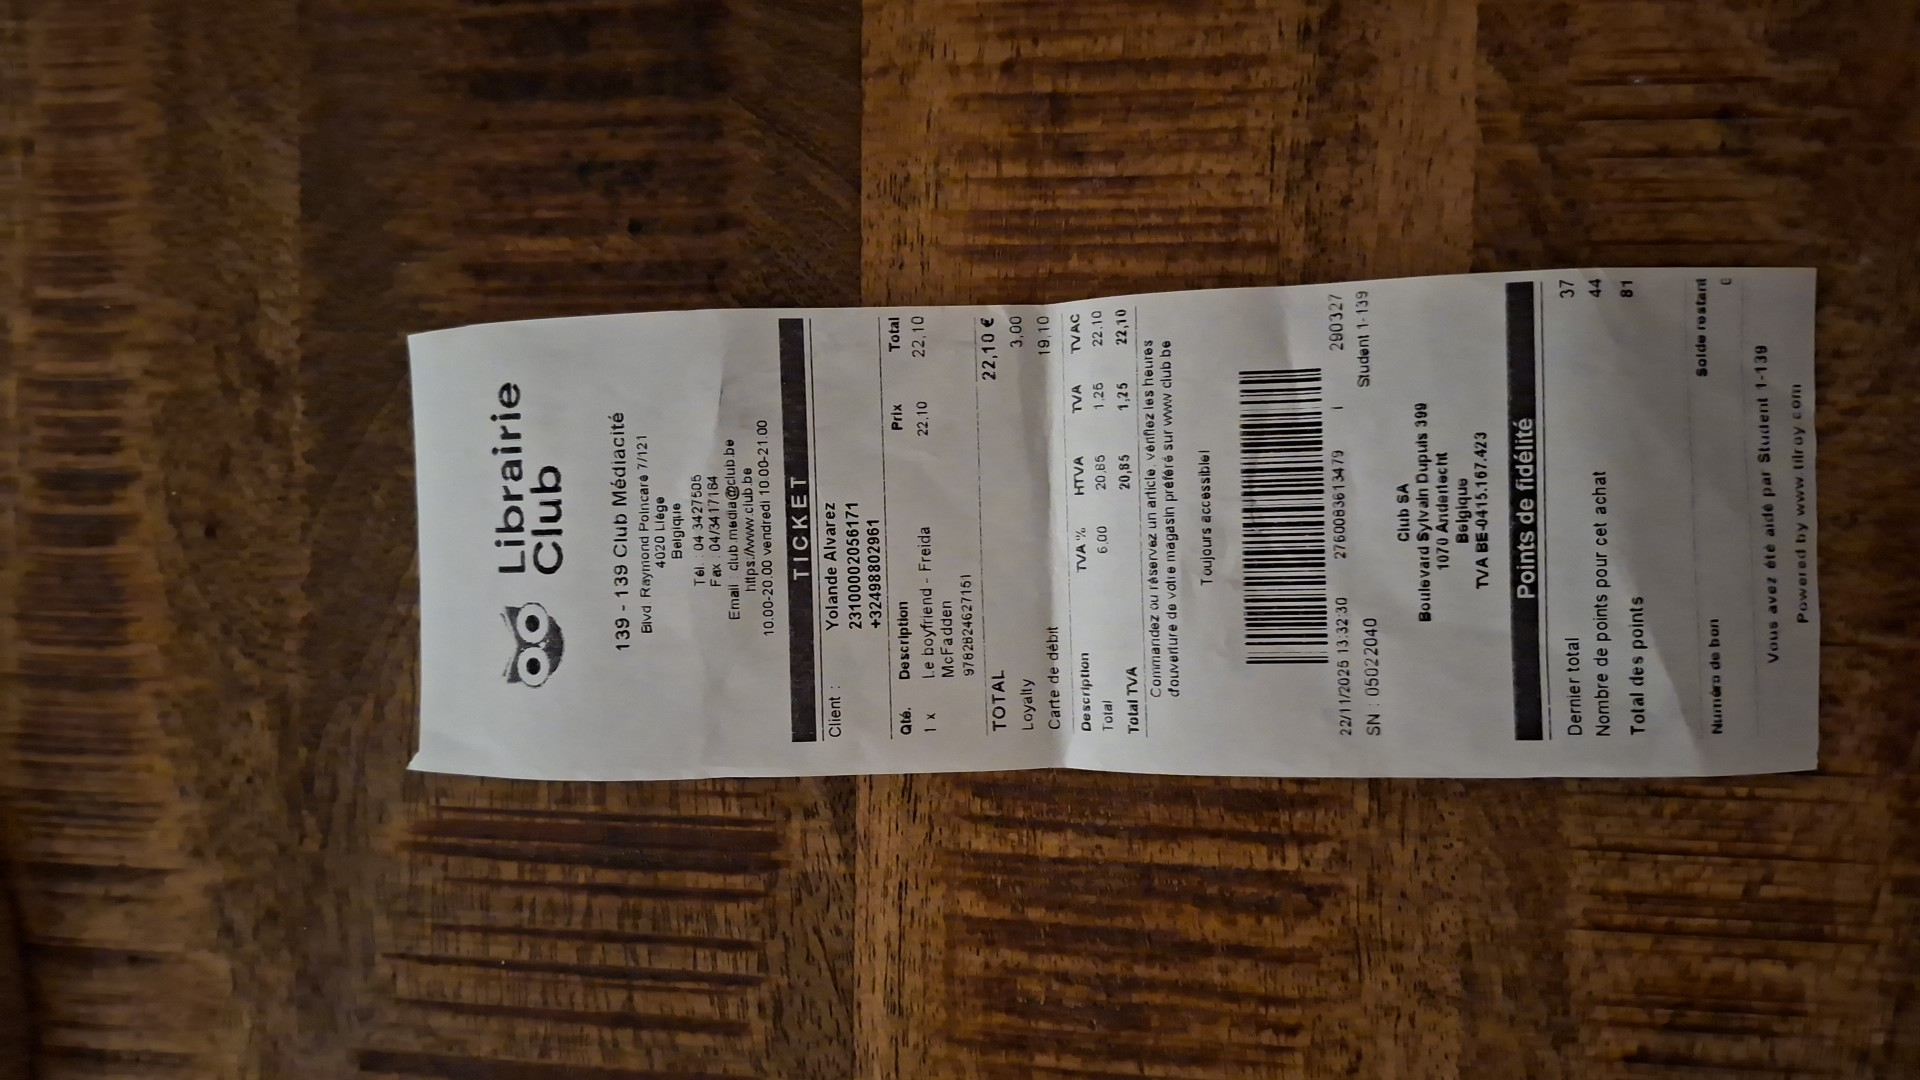 Librairie
Club
139 - 139 Club Médiacité
Blvd. Raymond Poincaré 7/121
4020 Liège
Belgique
Tél. : 04 3427505
Fax : 04/3417164
Email : club.media@club.be
https://www.club.be
10.00-20.00 vendredi 10.00-21.00
TICKET
Client : Yolande Alvarez
23100002056171
+32498802961
Qté. Description Prix Total
1 x Le boyfriend - Freida 22.10 22,10
McFadden
9782824627151
TOTAL 22,10 €
Loyalty 3,00
Carte de débit 19,10
Description TVA % HTVA TVA TVAC
Total 6,00 20,85 1,25 22,10
Total TVA 20,85 1,25 22,10
Commandez ou réservez un article, vérifiez les heures
d'ouverture de votre magasin préféré sur www.club.be
Toujours accessible!
22/11/2025 13:32:30 2760083613479 | 290327
SN : 05022040 Student 1-139
Club SA
Boulevard Sylvain Dupuis 399
1070 Anderlecht
Belgique
TVA BE-0415.167.423
Points de fidélité
Dernier total 37
Nombre de points pour cet achat 44
Total des points 81
Numéro de bon Solde restant
€
Vous avez été aidé par Student 1-139
Powered by www.tilroy.com